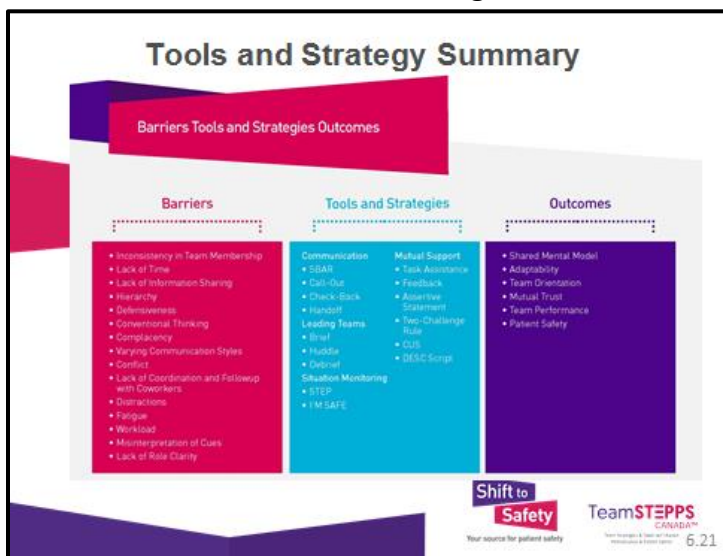 Tools and Strategy Summary
Barriers Tools and Strategies Outcomes
Barriers
• Inconsistency in Team Membership
• Lack of Time
• Lack of Information Sharing
• Hierarchy
• Defensiveness
• Conventional Thinking
• Complacency
• Varying Communication Styles
• Conflict
• Lack of Coordination and Followup
with Coworkers
• Distractions
• Fatigue
• Workload
• Misinterpretation of Cues
• Lack of Role Clarity
Tools and Strategies
Communication
• SBAR
• Call-Out
• Check-Back
• Handoff
Leading Teams
• Brief
• Huddle
• Debrief
Situation Monitoring
• STEP
• I'M SAFE
Mutual Support
• Task Assistance
• Feedback
• Assertive
Statement
• Two-Challenge
Rule
• CUS
• DESC Script
Outcomes
• Shared Mental Model
• Adaptability
• Team Orientation
• Mutual Trust
• Team Performance
• Patient Safety
Shift to
Safety
Your source for patient safety
TeamSTEPPS
CANADA™
6.21